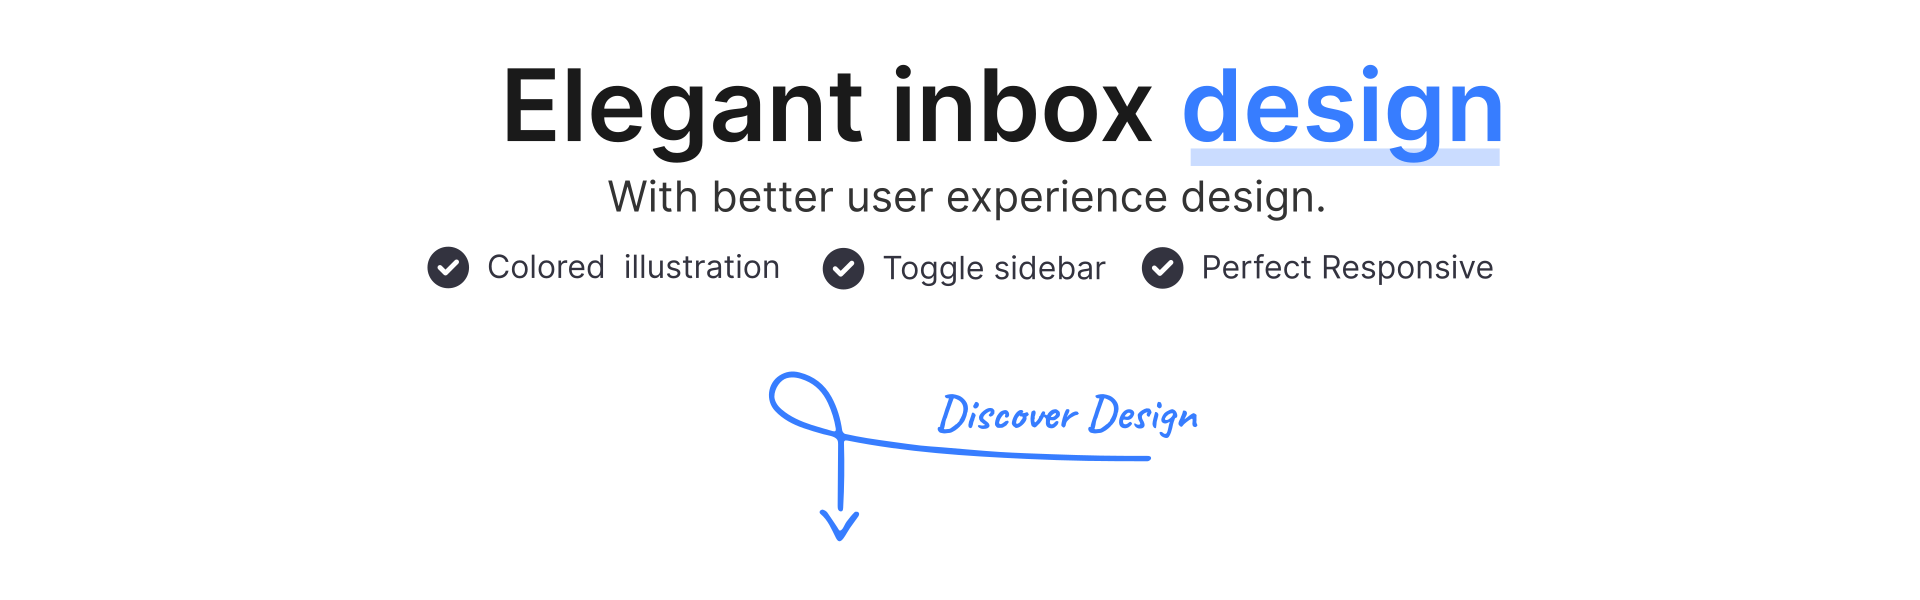 Elegant inbox design
With better user experience design.
Colored illustration Toggle sidebar Perfect Responsive
Discover Design